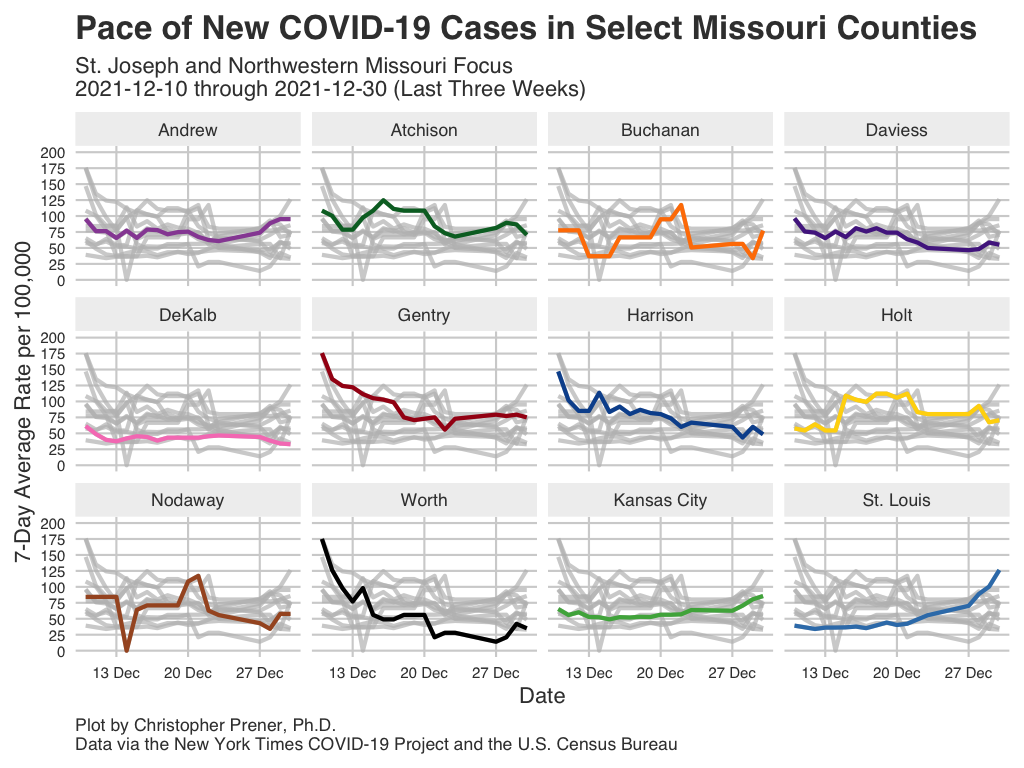 Pace of New COVID-19 Cases in Select Missouri Counties
St. Joseph and Northwestern Missouri Focus
2021-12-10 through 2021-12-30 (Last Three Weeks)
7-Day Average Rate per 100,000
Andrew Atchison Buchanan Daviess
200
175
150
125
100
75
50
25
0
DeKalb Gentry Harrison Holt
200
175
150
125
100
75
50
25
0
Nodaway Worth Kansas City St. Louis
200
175
150
125
100
75
50
25
0
13 Dec 20 Dec 27 Dec 13 Dec 20 Dec 27 Dec 13 Dec 20 Dec 27 Dec 13 Dec 20 Dec 27 Dec
Date
Plot by Christopher Prener, Ph.D.
Data via the New York Times COVID-19 Project and the U.S. Census Bureau